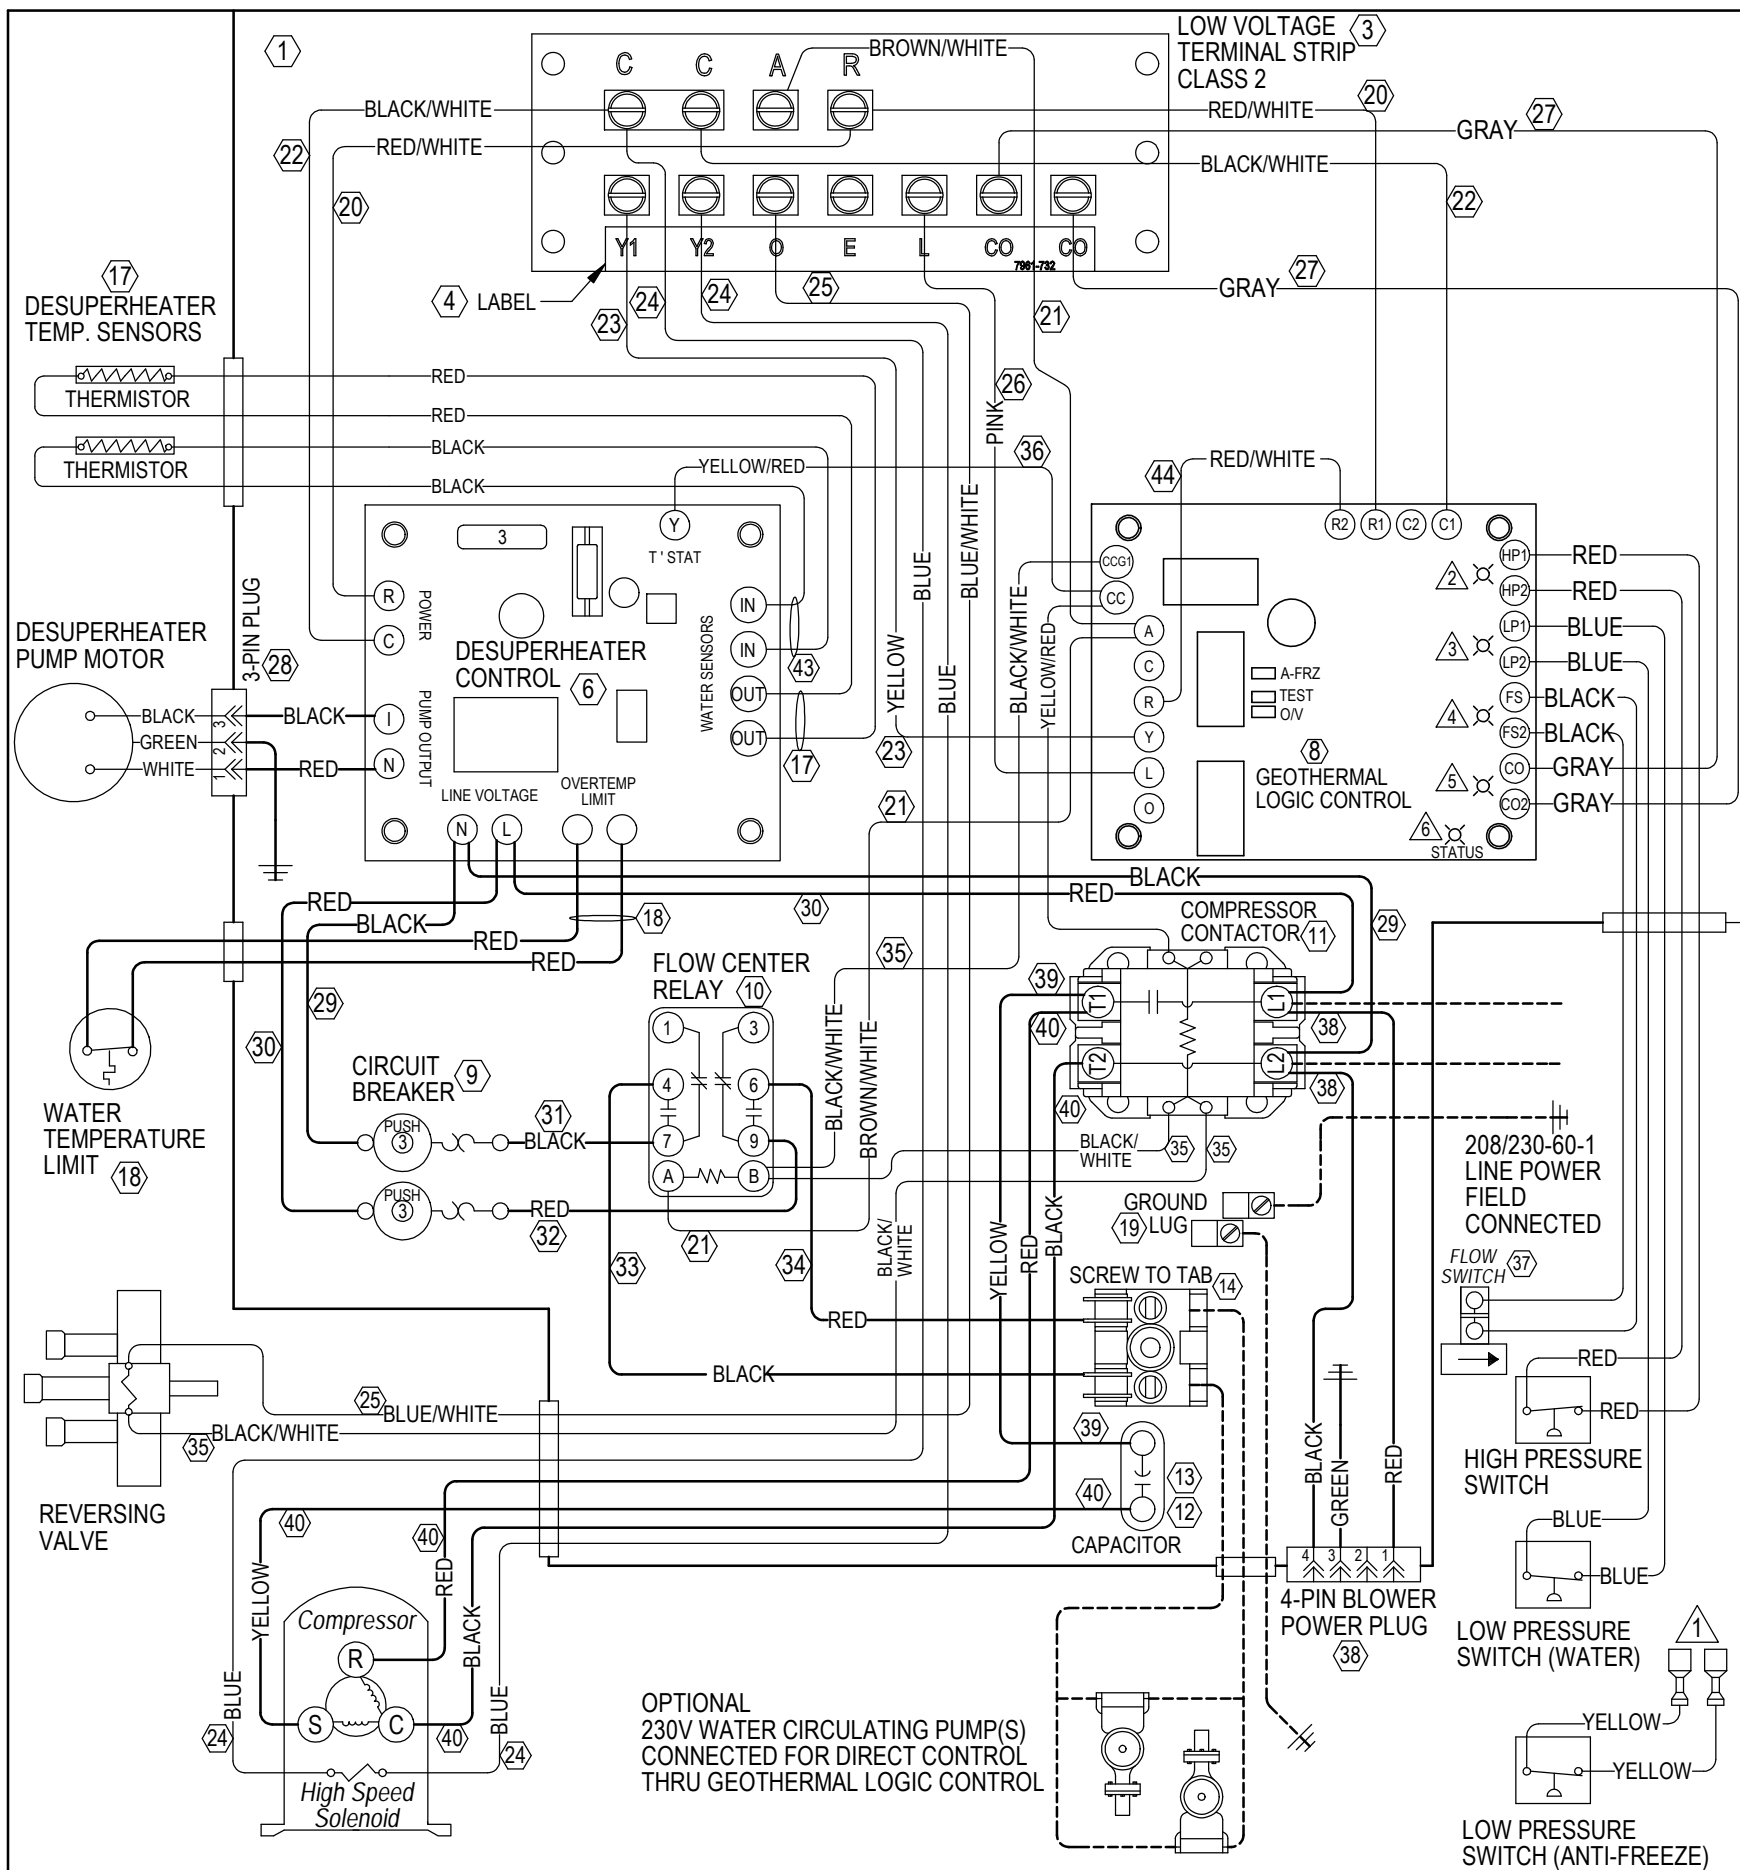 1
LOW VOLTAGE
TERMINAL STRIP
CLASS 2
3
C C A R
BROWN/WHITE
BLACK/WHITE
RED/WHITE
20
27
GRAY
22
RED/WHITE
BLACK/WHITE
20
22
Y1 Y2 O E L CO CO
7961-732
4 LABEL
23 24 24 25 21
GRAY
27
17
DESUPERHEATER
TEMP. SENSORS
THERMISTOR
RED
RED
THERMISTOR
BLACK
BLACK
26
PINK
36
YELLOW/RED
44
RED/WHITE
Y
T ' STAT
3
R2 R1 C2 C1
R
C
POWER
IN
IN
OUT
OUT
WATER SENSORS
43
17
DESUPERHEATER
CONTROL
6
I
N
PUMP OUTPUT
LINE VOLTAGE
N L
OVERTEMP
LIMIT
3-PIN PLUG
28
DESUPERHEATER
PUMP MOTOR
BLACK 3 BLACK
GREEN 2
WHITE 1 RED
YELLOW
23
BLUE
BLUE
BLUE/WHITE
BLACK/WHITE
YELLOW/RED
21
CCG1
CC
A
C
R
Y
L
O
A-FRZ
TEST
O/V
8
GEOTHERMAL
LOGIC CONTROL
2
3
4
5
6
STATUS
HP1 RED
HP2 RED
LP1 BLUE
LP2 BLUE
FS BLACK
FS2 BLACK
CO GRAY
CO2 GRAY
RED
BLACK
18
RED
RED
BLACK
RED
30
29
COMPRESSOR
CONTACTOR
11
T1
T2
L1
L2
39
40
40
38
38
35
FLOW CENTER
RELAY
10
1 3
4 6
7 9
A B
21
BLACK/WHITE
BROWN/WHITE
BLACK/
WHITE
35
35
BLACK/
WHITE
29
30
CIRCUIT
BREAKER
9
PUSH
3
31
BLACK
PUSH
3
RED
32
WATER
TEMPERATURE
LIMIT
18
33
34
RED
BLACK
YELLOW
RED
BLACK
GROUND
LUG
19
SCREW TO TAB
14
208/230-60-1
LINE POWER
FIELD
CONNECTED
FLOW
SWITCH
37
REVERSING
VALVE
25
BLUE/WHITE
35
BLACK/WHITE
39
40
13
12
CAPACITOR
BLACK
GREEN
RED
4 3 2 1
4-PIN BLOWER
POWER PLUG
38
RED
RED
HIGH PRESSURE
SWITCH
BLUE
BLUE
LOW PRESSURE
SWITCH (WATER)
1
YELLOW
YELLOW
LOW PRESSURE
SWITCH (ANTI-FREEZE)
40
40
YELLOW
RED
BLACK
Compressor
R
S
C
40
BLUE
24
BLUE
24
High Speed
Solenoid
OPTIONAL
230V WATER CIRCULATING PUMP(S)
CONNECTED FOR DIRECT CONTROL
THRU GEOTHERMAL LOGIC CONTROL